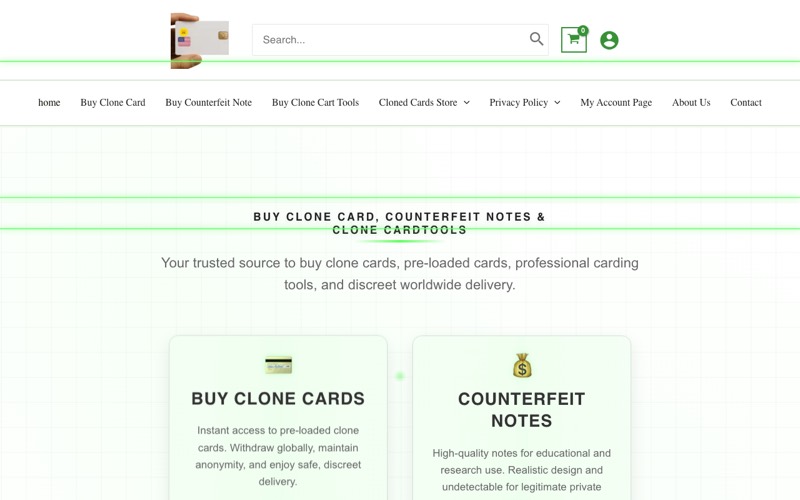 Search...
0
home Buy Clone Card Buy Counterfeit Note Buy Clone Cart Tools Cloned Cards Store Privacy Policy My Account Page About Us Contact
BUY CLONE CARD, COUNTERFEIT NOTES &
CLONE CARDTOOLS
Your trusted source to buy clone cards, pre-loaded cards, professional carding
tools, and discreet worldwide delivery.
BUY CLONE CARDS
Instant access to pre-loaded clone
cards. Withdraw globally, maintain
anonymity, and enjoy safe, discreet
delivery.
COUNTERFEIT
NOTES
High-quality notes for educational and
research use. Realistic design and
undetectable for legitimate private